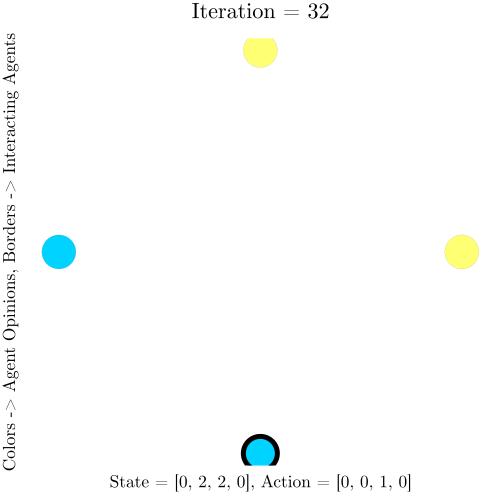 Iteration = 32
Colors -> Agent Opinions, Borders -> Interacting Agents
State = [0, 2, 2, 0], Action = [0, 0, 1, 0]